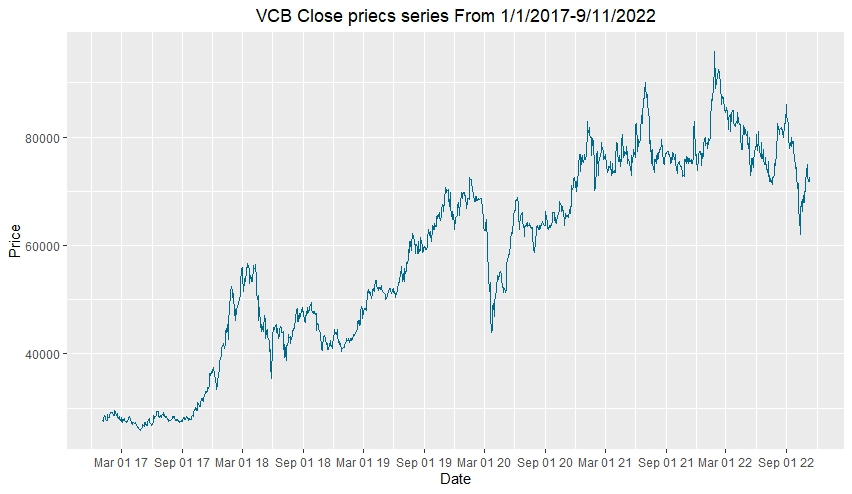 VCB Close priecs series From 1/1/2017-9/11/2022
Price
80000
60000
40000
Mar 01 17 Sep 01 17 Mar 01 18 Sep 01 18 Mar 01 19 Sep 01 19 Mar 01 20 Sep 01 20 Mar 01 21 Sep 01 21 Mar 01 22 Sep 01 22
Date